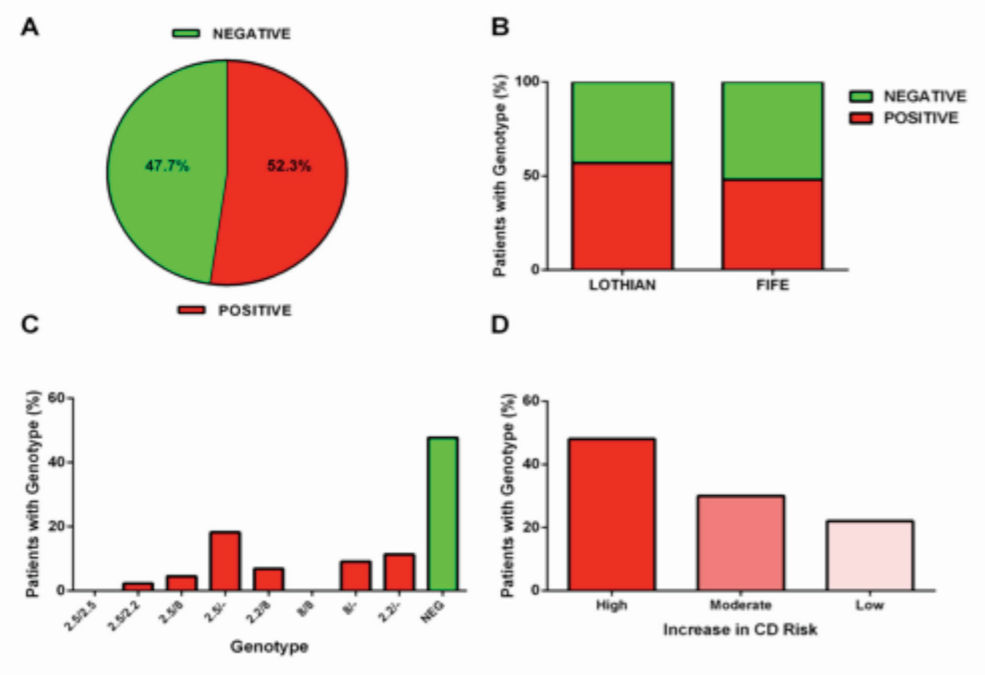 A
NEGATIVE
47.7%
52.3%
POSITIVE
B
Patients with Genotype (%)
100
50
0
LOTHIAN
FIFE
NEGATIVE
POSITIVE
C
Patients with Genotype (%)
60
40
20
0
2.5/2.5
2.5/2.2
2.5/8
2.5/-
2.2/8
8/8
8/-
2.2/-
NEG
Genotype
D
Patients with Genotype (%)
60
40
20
0
High
Moderate
Low
Increase in CD Risk